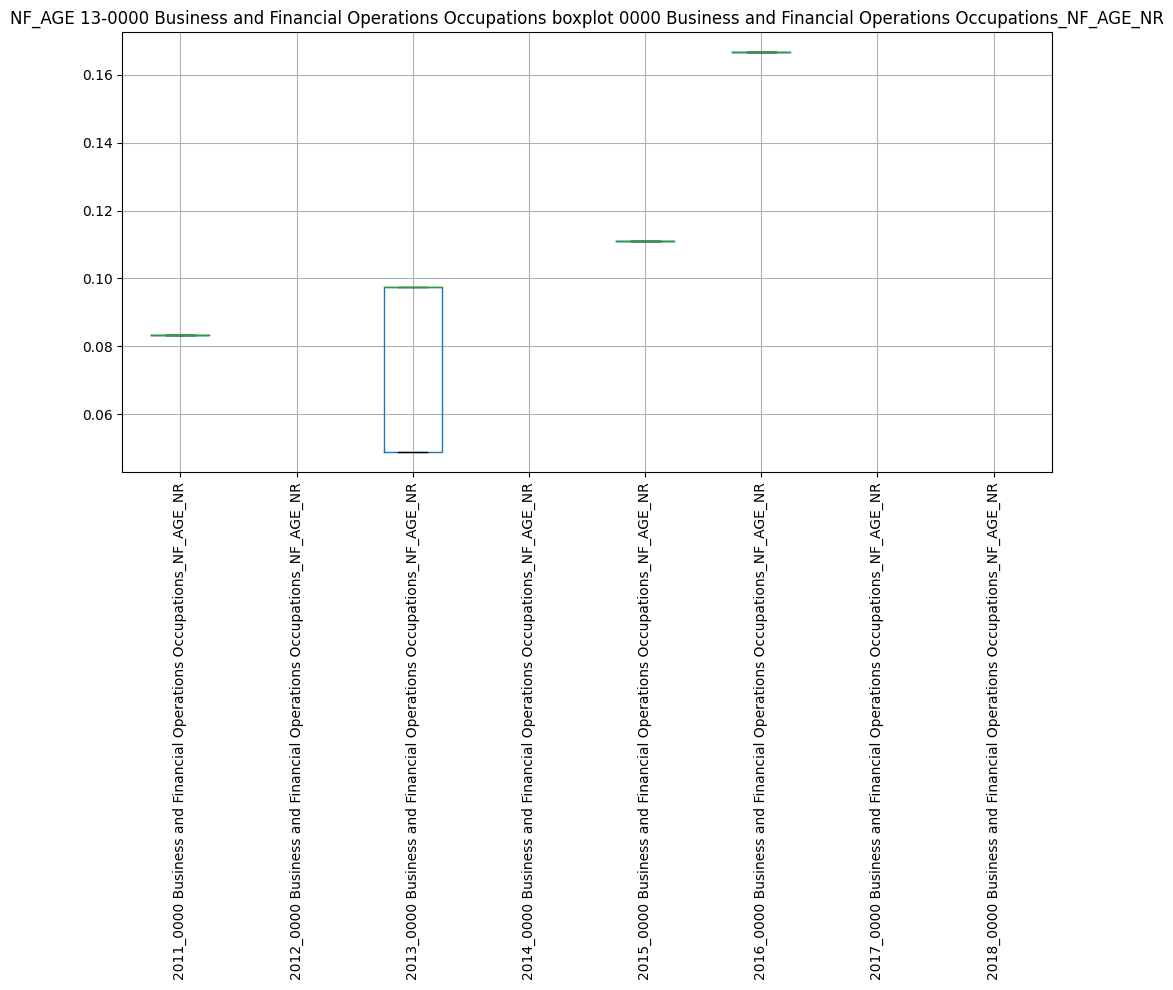 NF_AGE 13-0000 Business and Financial Operations Occupations boxplot 0000 Business and Financial Operations Occupations_NF_AGE_NR
0.16
0.14
0.12
0.10
0.08
0.06
2011_0000 Business and Financial Operations Occupations_NF_AGE_NR
2012_0000 Business and Financial Operations Occupations_NF_AGE_NR
2013_0000 Business and Financial Operations Occupations_NF_AGE_NR
2014_0000 Business and Financial Operations Occupations_NF_AGE_NR
2015_0000 Business and Financial Operations Occupations_NF_AGE_NR
2016_0000 Business and Financial Operations Occupations_NF_AGE_NR
2017_0000 Business and Financial Operations Occupations_NF_AGE_NR
2018_0000 Business and Financial Operations Occupations_NF_AGE_NR